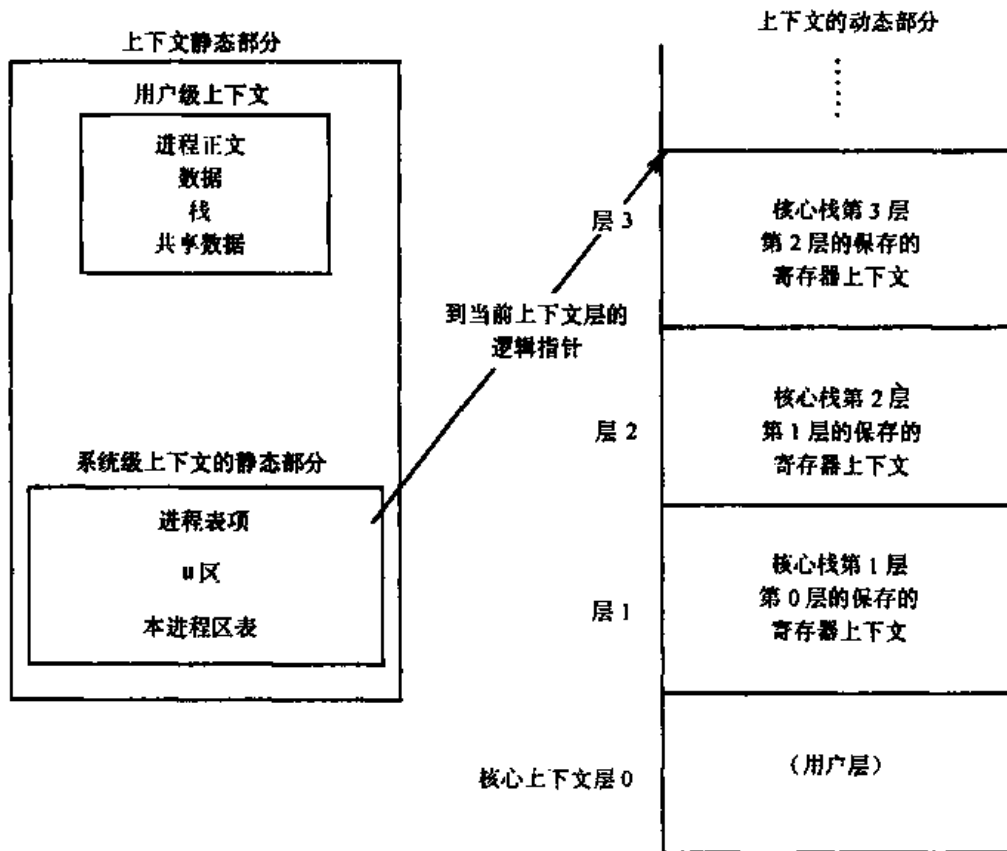 上下文静态部分
用户级上下文
进程正文
数据
栈
共享数据
系统级上下文的静态部分
进程表项
u区
本进程区表
到当前上下文层的
逻辑指针
上下文的动态部分
层3
核心栈第3层
第2层的保存的
寄存器上下文
层2
核心栈第2层
第1层的保存的
寄存器上下文
层1
核心栈第1层
第0层的保存的
寄存器上下文
核心上下文层0
（用户层）